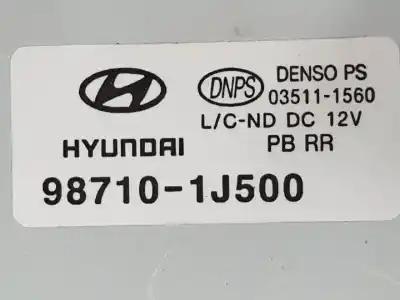 DNPS
DENSO PS
03511-1560
L/C-ND DC 12V
HYUNDAI
PB RR
98710-1J500